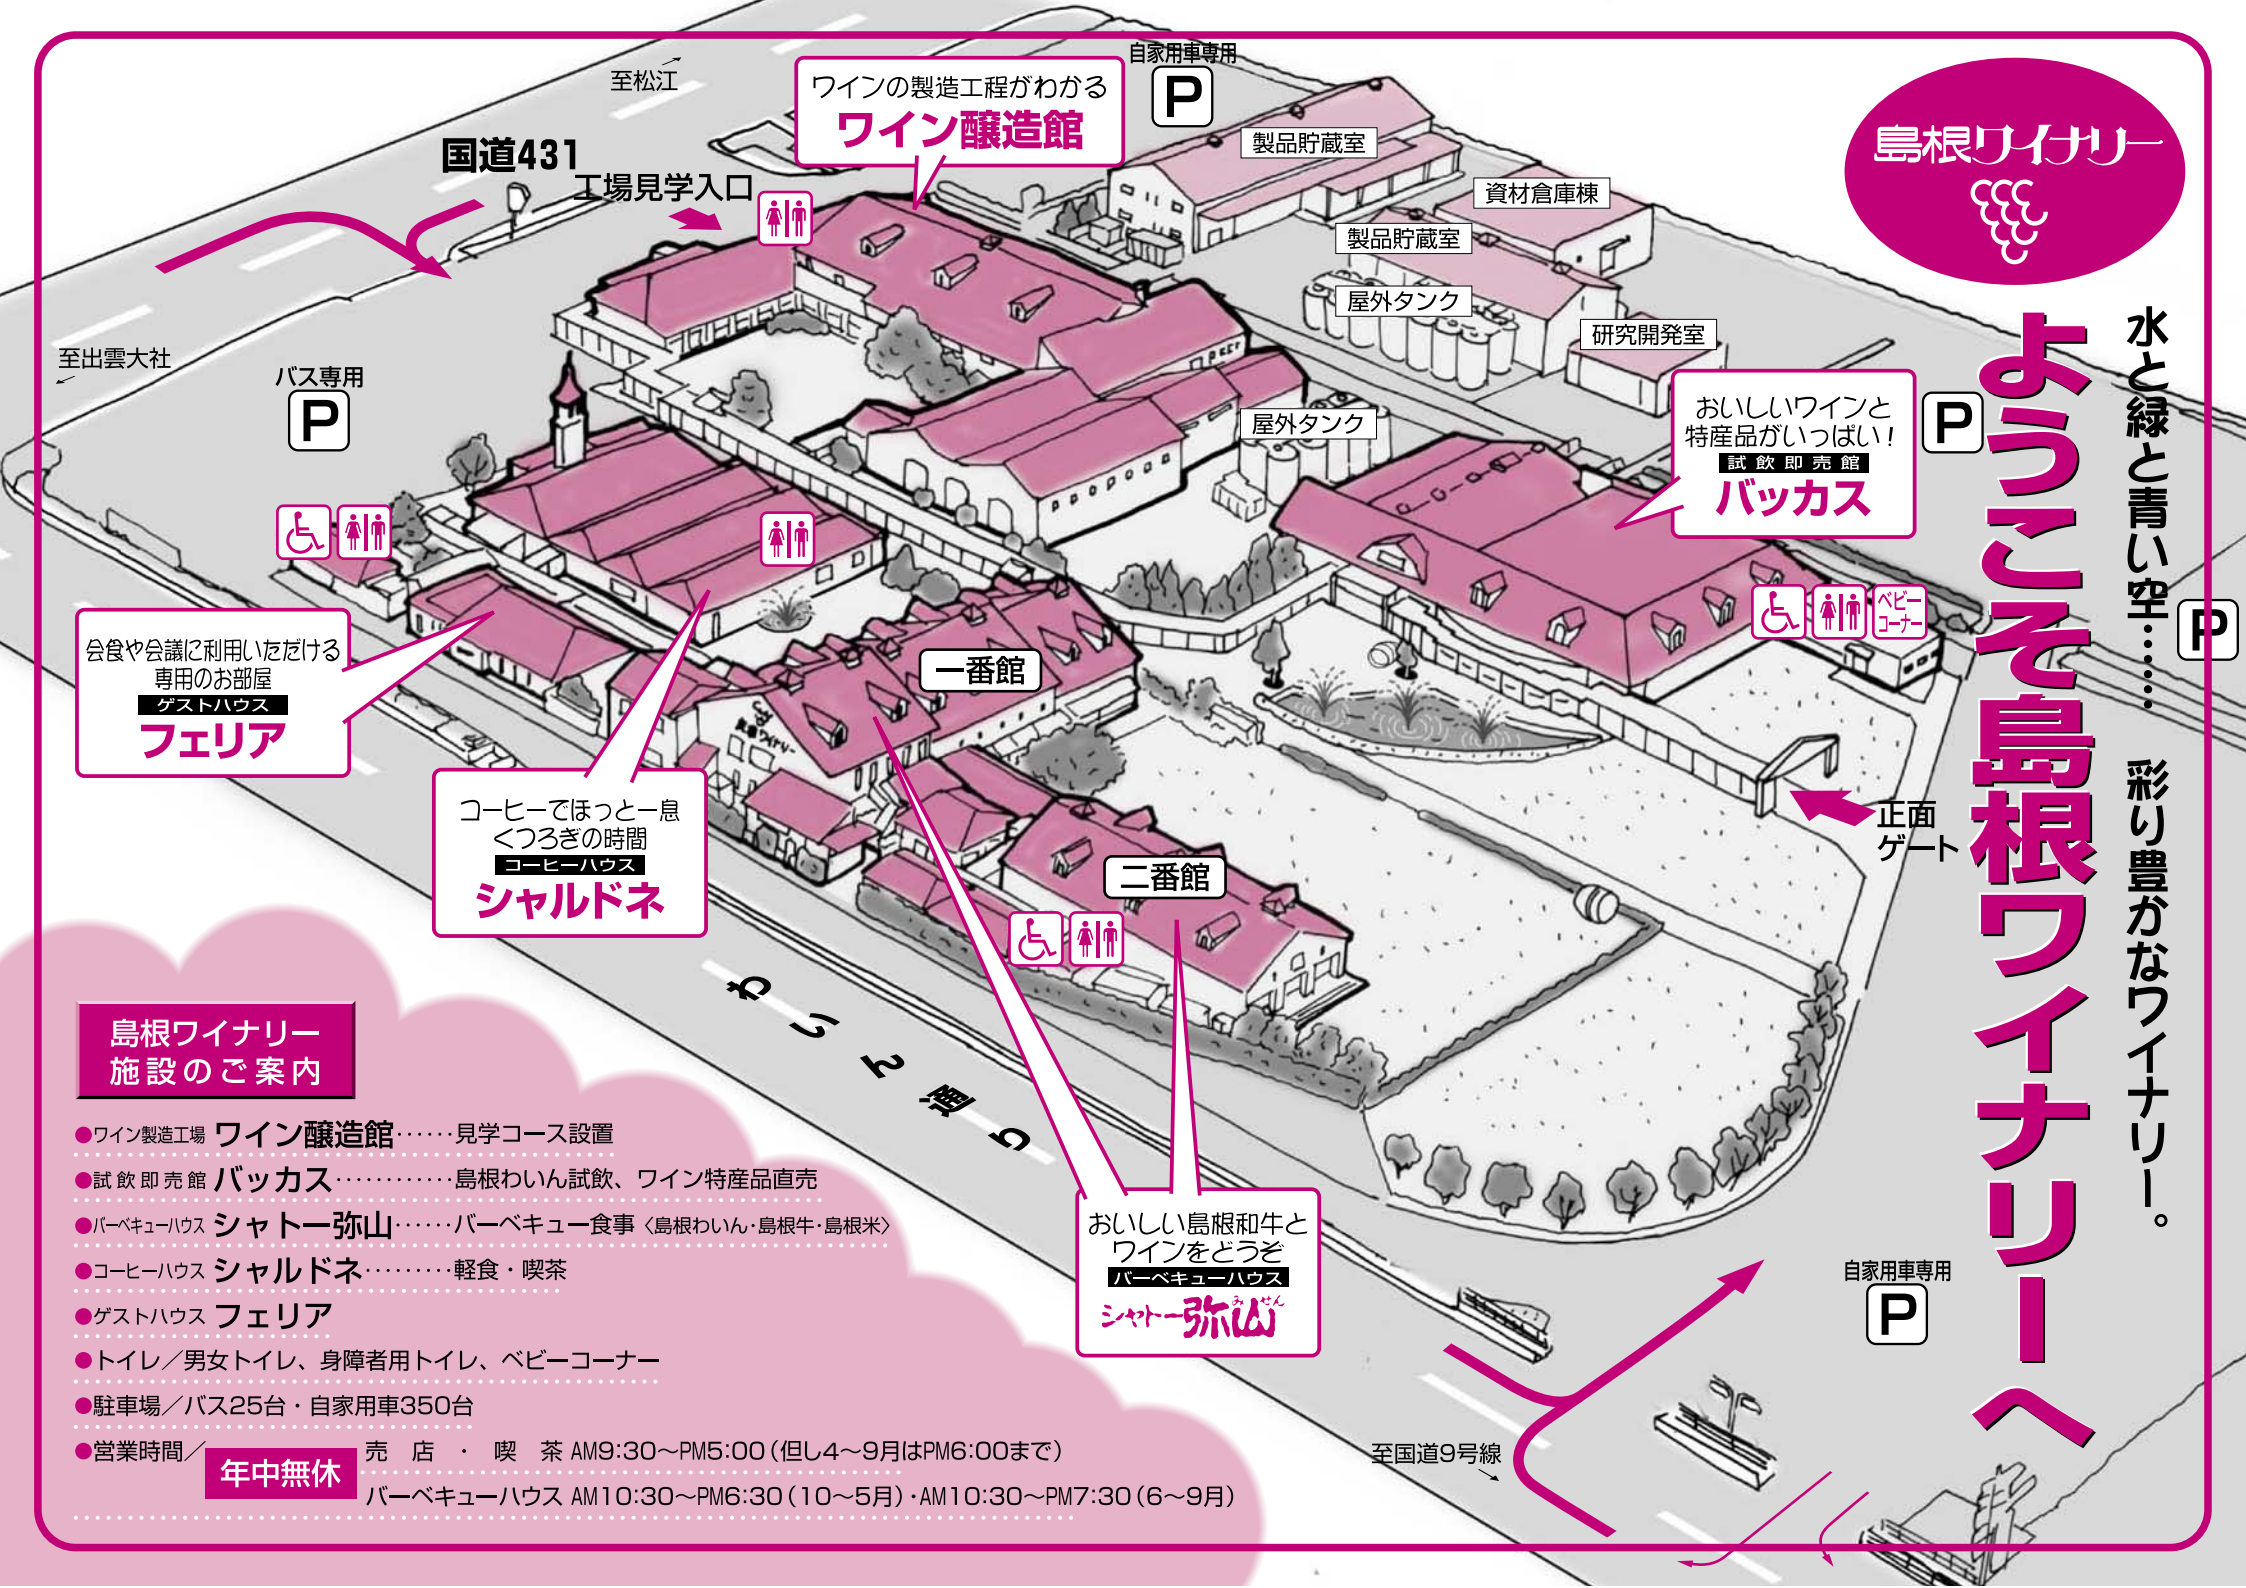 島根ワイナリー
水と緑と青い空…… 彩り豊かなワイナリー。
ようこそ島根ワイナリーへ
至松江
国道431
工場見学入口
ワインの製造工程がわかる
ワイン醸造館
自家用車専用
P
製品貯蔵室
資材倉庫棟
製品貯蔵室
屋外タンク
研究開発室
至出雲大社
バス専用
P
屋外タンク
おいしいワインと
特産品がいっぱい!
試飲即売館
バッカス
P
P
ベビー
コーナー
会食や会議に利用いただける
専用のお部屋
ゲストハウス
フェリア
一番館
島根ワイナリー
コーヒーでほっと一息
くつろぎの時間
コーヒーハウス
シャルドネ
二番館
正面
ゲート
おいしい島根和牛と
ワインをどうぞ
バーベキューハウス
シャトー弥山
みせん
自家用車専用
P
至国道9号線
島根ワイナリー
施設のご案内
●ワイン製造工場 ワイン醸造館……見学コース設置
●試飲即売館 バッカス…………島根わいん試飲、ワイン特産品直売
●バーベキューハウス シャトー弥山……バーベキュー食事〈島根わいん・島根牛・島根米〉
●コーヒーハウス シャルドネ………軽食・喫茶
●ゲストハウス フェリア
●トイレ/男女トイレ、身障者用トイレ、ベビーコーナー
●駐車場/バス25台・自家用車350台
●営業時間/
年中無休
売店・喫茶 AM9:30〜PM5:00(但し4〜9月はPM6:00まで)
バーベキューハウス AM10:30〜PM6:30(10〜5月)・AM10:30〜PM7:30(6〜9月)